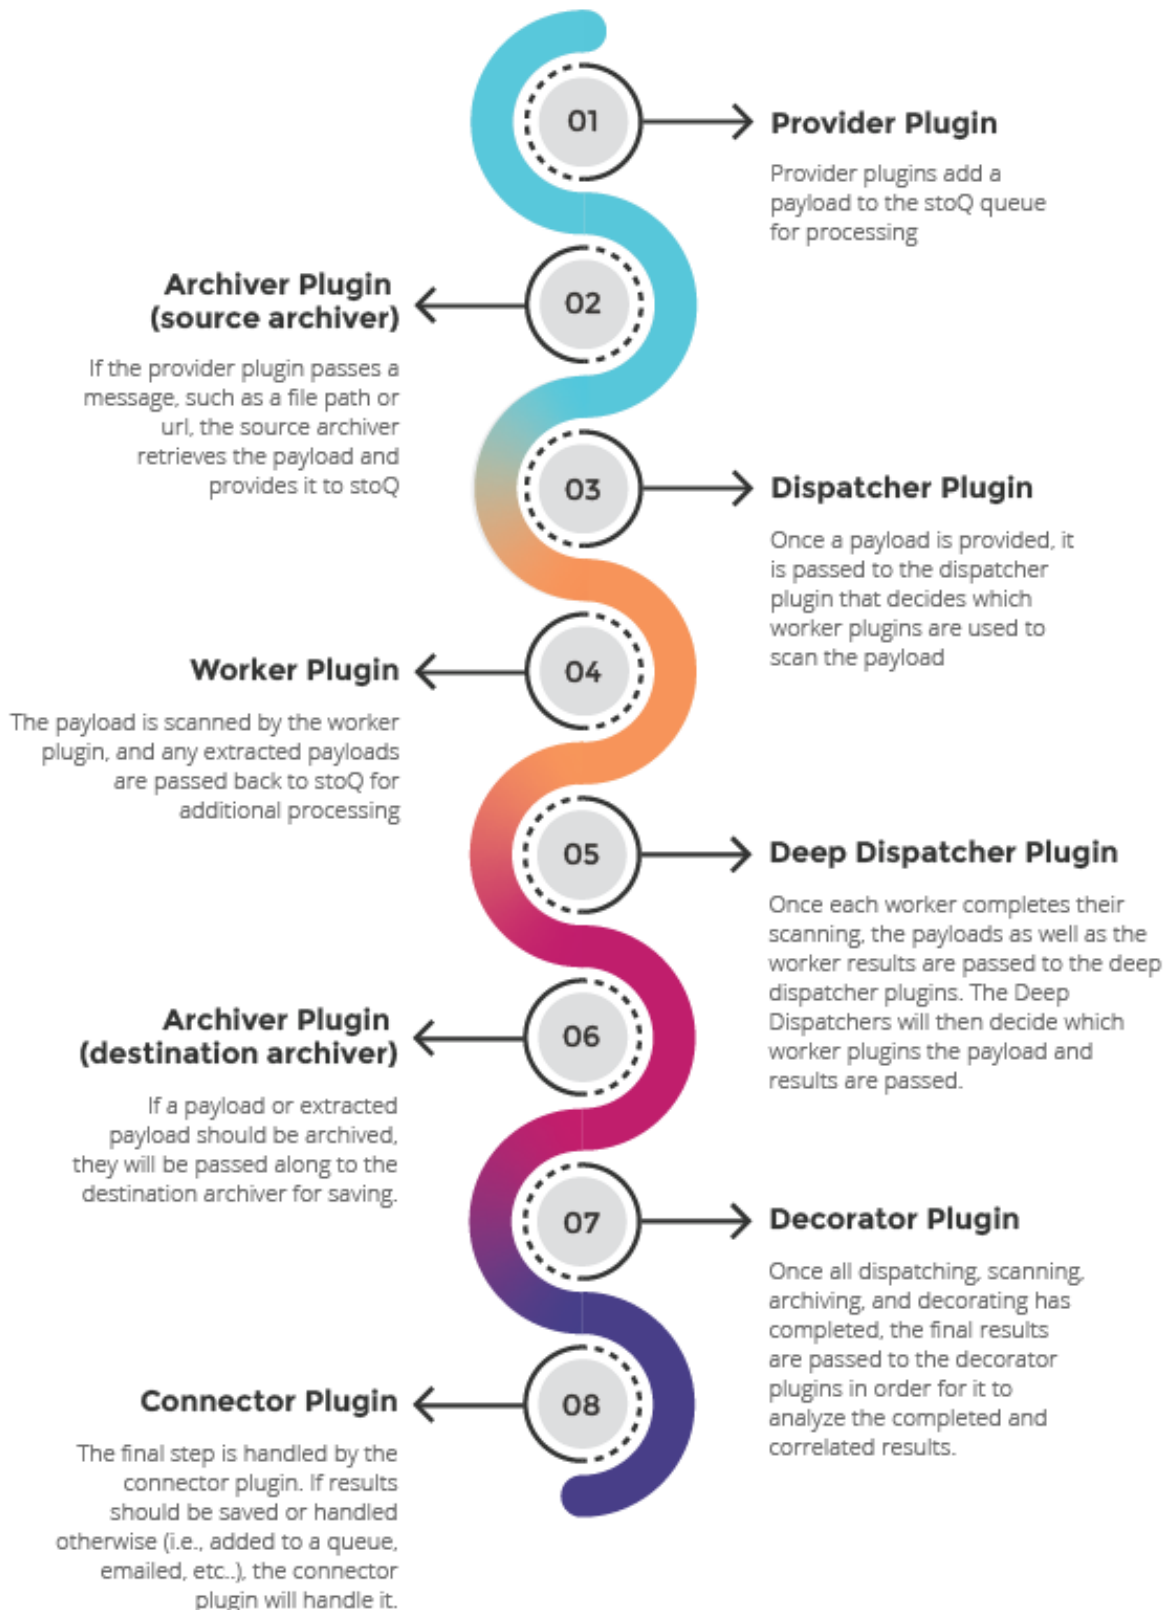 01
Provider Plugin
Provider plugins add a
payload to the stoQ queue
for processing
02
Archiver Plugin
(source archiver)
If the provider plugin passes a
message, such as a file path or
url, the source archiver
retrieves the payload and
provides it to stoQ
03
Dispatcher Plugin
Once a payload is provided, it
is passed to the dispatcher
plugin that decides which
worker plugins are used to
scan the payload
04
Worker Plugin
The payload is scanned by the worker
plugin, and any extracted payloads
are passed back to stoQ for
additional processing
05
Deep Dispatcher Plugin
Once each worker completes their
scanning, the payloads as well as the
worker results are passed to the deep
dispatcher plugins. The Deep
Dispatchers will then decide which
worker plugins the payload and
results are passed.
06
Archiver Plugin
(destination archiver)
If a payload or extracted
payload should be archived,
they will be passed along to the
destination archiver for saving.
07
Decorator Plugin
Once all dispatching, scanning,
archiving, and decorating has
completed, the final results
are passed to the decorator
plugins in order for it to
analyze the completed and
correlated results.
08
Connector Plugin
The final step is handled by the
connector plugin. If results
should be saved or handled
otherwise (i.e., added to a queue,
emailed, etc..), the connector
plugin will handle it.